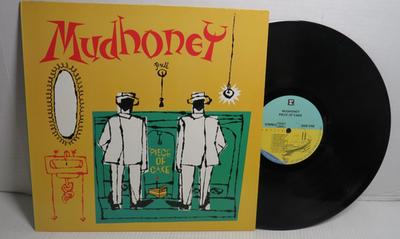 Mudhoney
pull
PIECE
OF
CAKE
MUDHONEY
PIECE OF CAKE